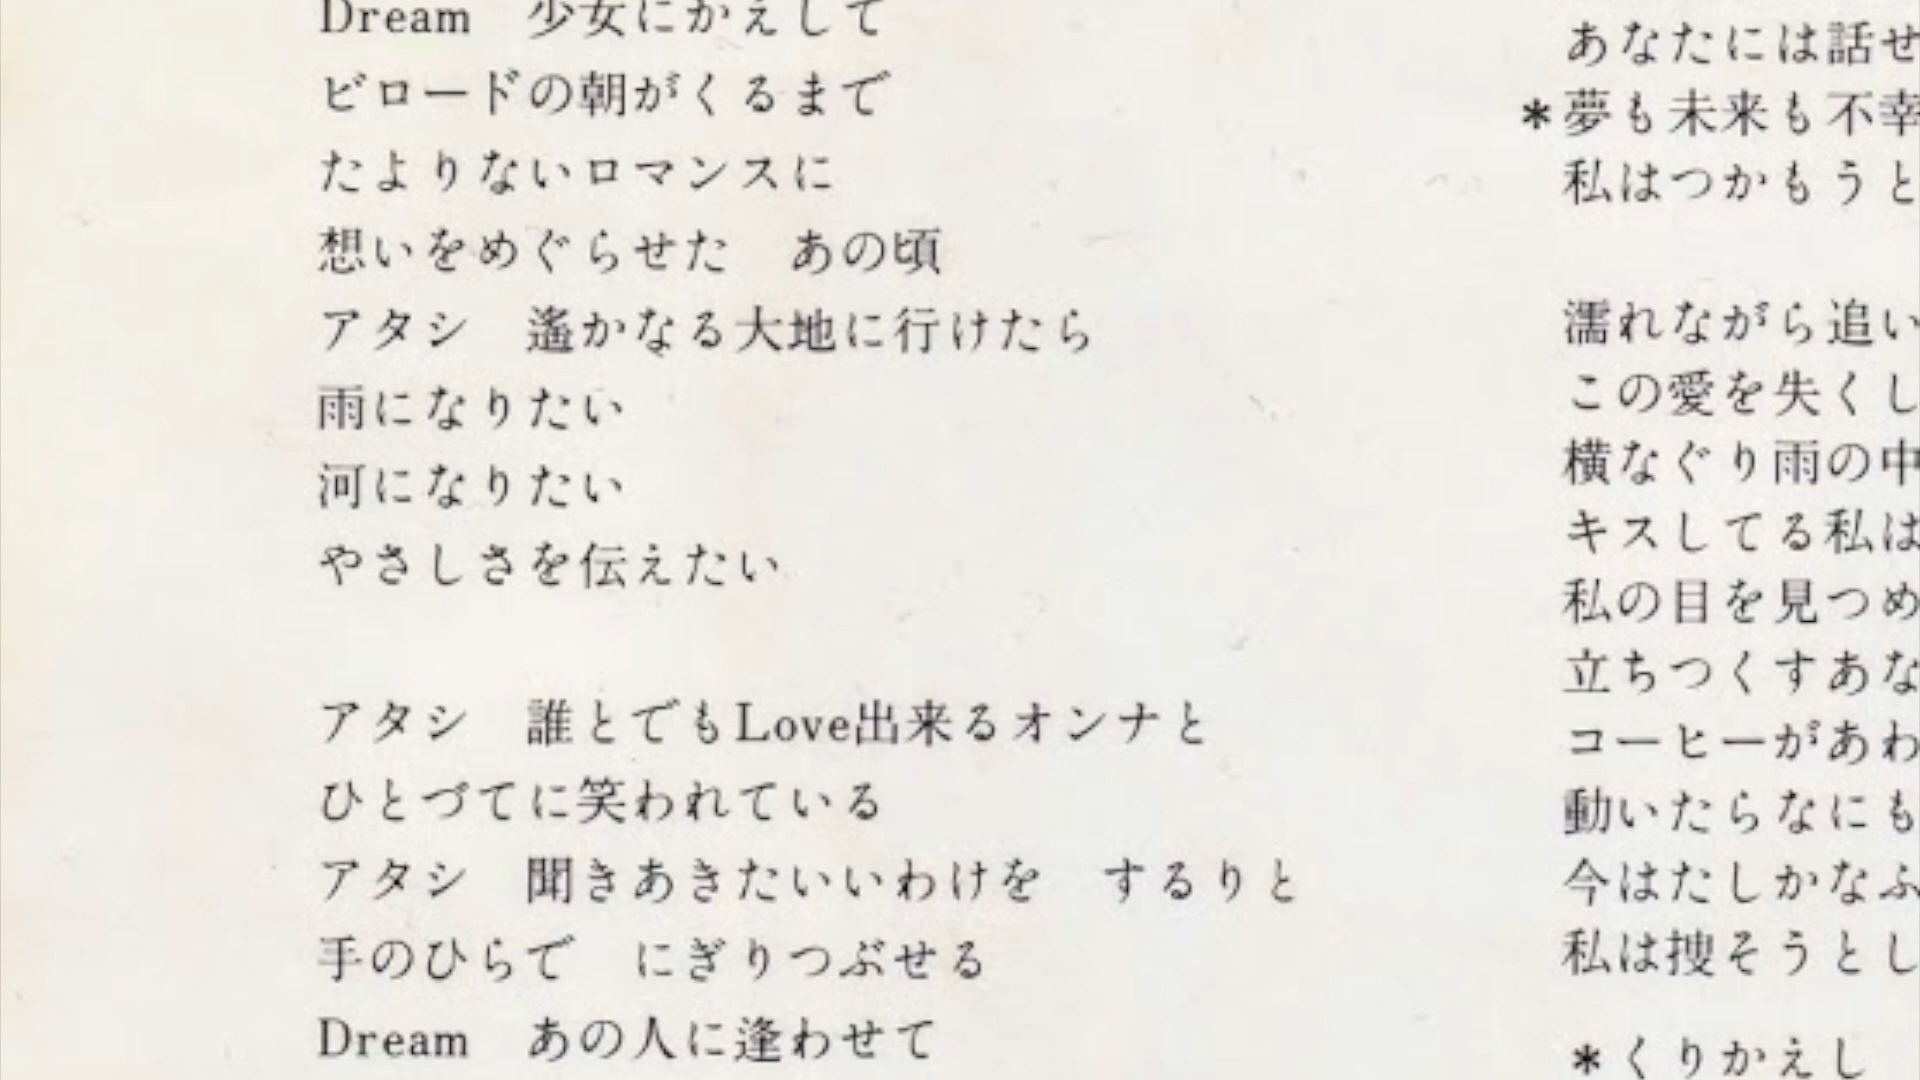 Dream　少女にかえして
ビロードの朝がくるまで
たよりないロマンスに
想いをめぐらせた　あの頃
アタシ　遙かなる大地に行けたら
雨になりたい
河になりたい
やさしさを伝えたい
アタシ　誰とでもLove出来るオンナと
ひとづてに笑われている
アタシ　聞きあきたいいわけを　するりと
手のひらで　にぎりつぶせる
Dream　あの人に逢わせて
あなたには話せ
＊夢も未来も不幸
私はつかもうと
濡れながら追い
この愛を失くし
横なぐり雨の中
キスしてる私は
私の目を見つめ
立ちつくすあな
コーヒーがあわ
動いたらなにも
今はたしかなふ
私は捜そうとし
＊くりかえし